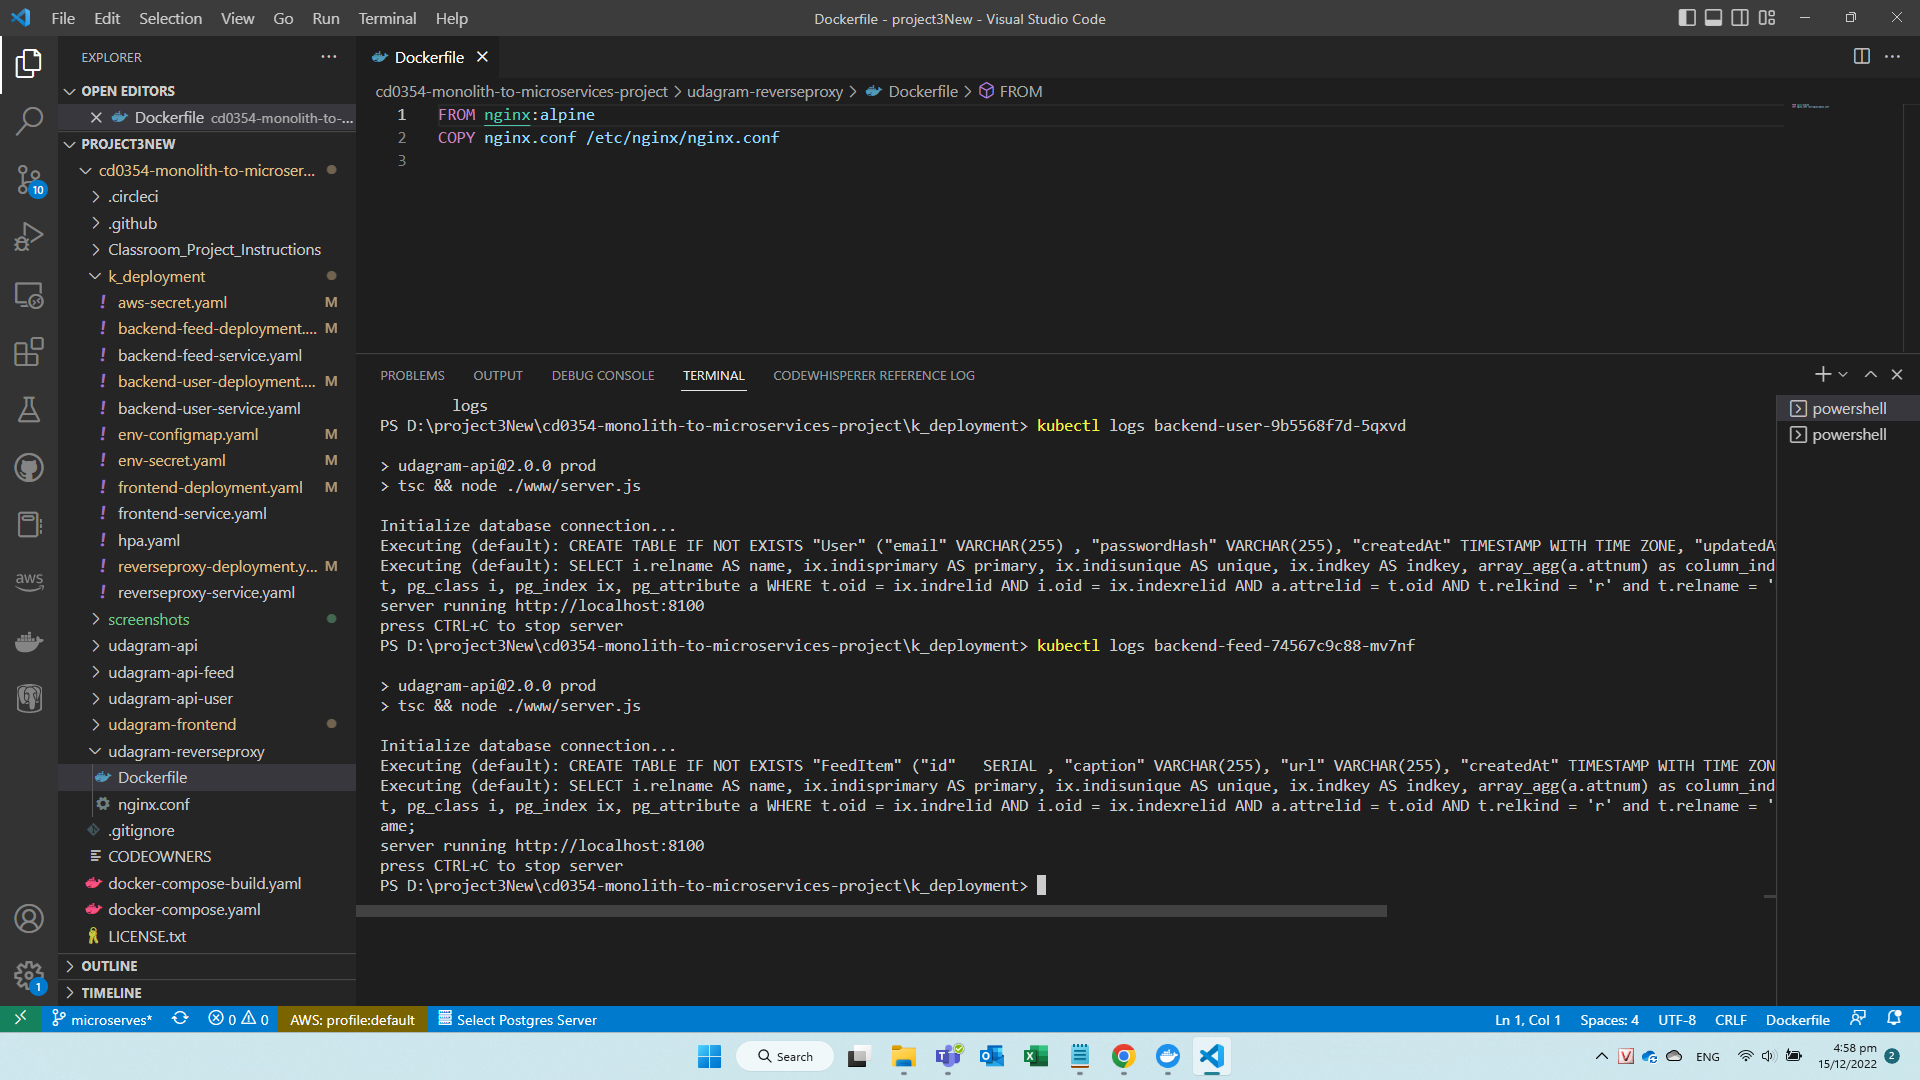 File Edit Selection View Go Run Terminal Help
Dockerfile - project3New - Visual Studio Code
EXPLORER
OPEN EDITORS
Dockerfile cd0354-monolith-to-...
PROJECT3NEW
cd0354-monolith-to-microser...
.circleci
.github
Classroom_Project_Instructions
k_deployment
! aws-secret.yaml M
! backend-feed-deployment.... M
! backend-feed-service.yaml
! backend-user-deployment.... M
! backend-user-service.yaml
! env-configmap.yaml M
! env-secret.yaml M
! frontend-deployment.yaml M
! frontend-service.yaml
! hpa.yaml
! reverseproxy-deployment.y... M
! reverseproxy-service.yaml
screenshots
udagram-api
udagram-api-feed
udagram-api-user
udagram-frontend
udagram-reverseproxy
Dockerfile
nginx.conf
.gitignore
CODEOWNERS
docker-compose-build.yaml
docker-compose.yaml
LICENSE.txt
OUTLINE
TIMELINE
10
aws
1
Dockerfile
cd0354-monolith-to-microservices-project > udagram-reverseproxy > Dockerfile > FROM
1 FROM nginx:alpine
2 COPY nginx.conf /etc/nginx/nginx.conf
3
PROBLEMS OUTPUT DEBUG CONSOLE TERMINAL CODEWHISPERER REFERENCE LOG
powershell
powershell
logs
PS D:\project3New\cd0354-monolith-to-microservices-project\k_deployment> kubectl logs backend-user-9b5568f7d-5qxvd
> udagram-api@2.0.0 prod
> tsc && node ./www/server.js
Initialize database connection...
Executing (default): CREATE TABLE IF NOT EXISTS "User" ("email" VARCHAR(255) , "passwordHash" VARCHAR(255), "createdAt" TIMESTAMP WITH TIME ZONE, "updatedA
Executing (default): SELECT i.relname AS name, ix.indisprimary AS primary, ix.indisunique AS unique, ix.indkey AS indkey, array_agg(a.attnum) as column_ind
t, pg_class i, pg_index ix, pg_attribute a WHERE t.oid = ix.indrelid AND i.oid = ix.indexrelid AND a.attrelid = t.oid AND t.relkind = 'r' and t.relname = '
server running http://localhost:8100
press CTRL+C to stop server
PS D:\project3New\cd0354-monolith-to-microservices-project\k_deployment> kubectl logs backend-feed-74567c9c88-mv7nf
> udagram-api@2.0.0 prod
> tsc && node ./www/server.js
Initialize database connection...
Executing (default): CREATE TABLE IF NOT EXISTS "FeedItem" ("id"   SERIAL , "caption" VARCHAR(255), "url" VARCHAR(255), "createdAt" TIMESTAMP WITH TIME ZON
Executing (default): SELECT i.relname AS name, ix.indisprimary AS primary, ix.indisunique AS unique, ix.indkey AS indkey, array_agg(a.attnum) as column_ind
t, pg_class i, pg_index ix, pg_attribute a WHERE t.oid = ix.indrelid AND i.oid = ix.indexrelid AND a.attrelid = t.oid AND t.relkind = 'r' and t.relname = '
ame;
server running http://localhost:8100
press CTRL+C to stop server
PS D:\project3New\cd0354-monolith-to-microservices-project\k_deployment>
microserves* 0 0 AWS: profile:default Select Postgres Server Ln 1, Col 1 Spaces: 4 UTF-8 CRLF Dockerfile
Search
ENG
4:58 pm
15/12/2022
2